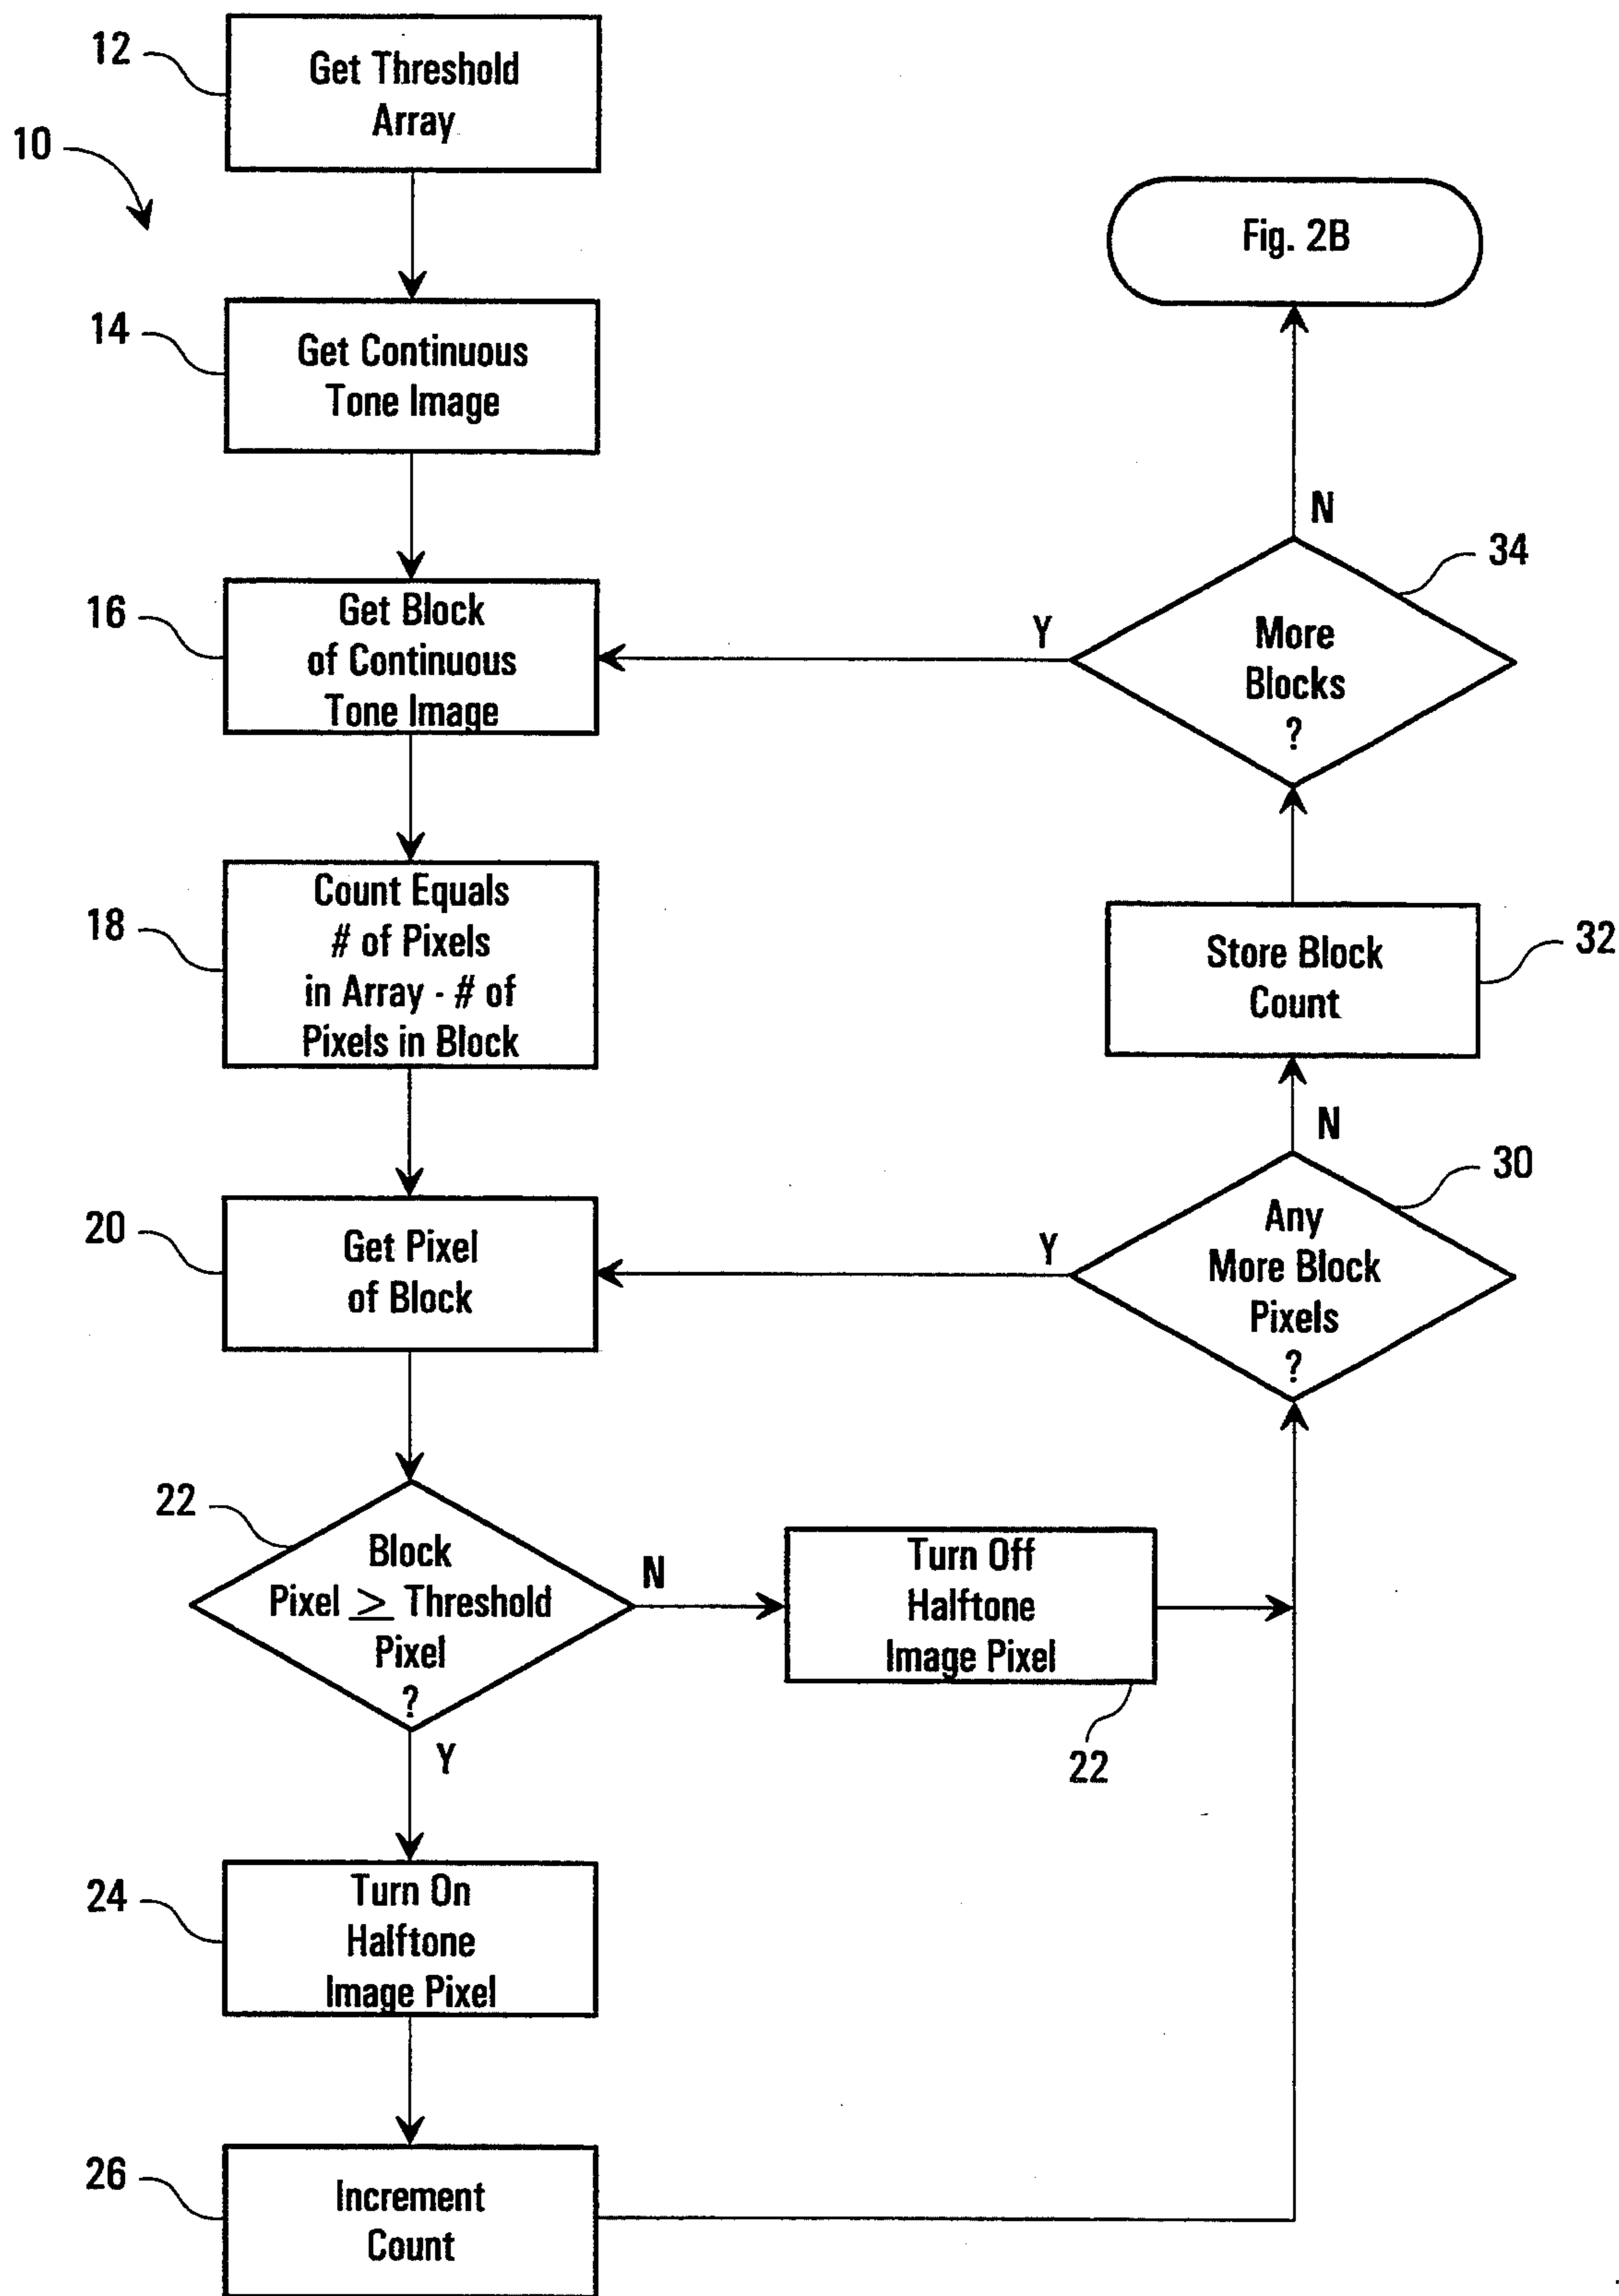 12
Get Threshold
Array
10
14
Get Continuous
Tone Image
16
Get Block
of Continuous
Tone Image
18
Count Equals
# of Pixels
in Array - # of
Pixels in Block
20
Get Pixel
of Block
22
Block
Pixel ≥ Threshold
Pixel
?
N
Y
Turn Off
Halftone
Image Pixel
22
24
Turn On
Halftone
Image Pixel
26
Increment
Count
30
Any
More Block
Pixels
?
Y
N
32
Store Block
Count
34
More
Blocks
?
Y
N
Fig. 2B